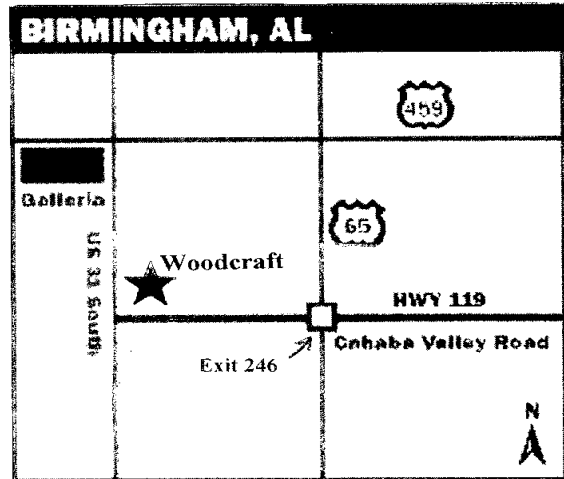 BIRMINGHAM, AL
459
Galleria
65
US 31 South
Woodcraft
HWY 119
Cahaba Valley Road
Exit 246
N